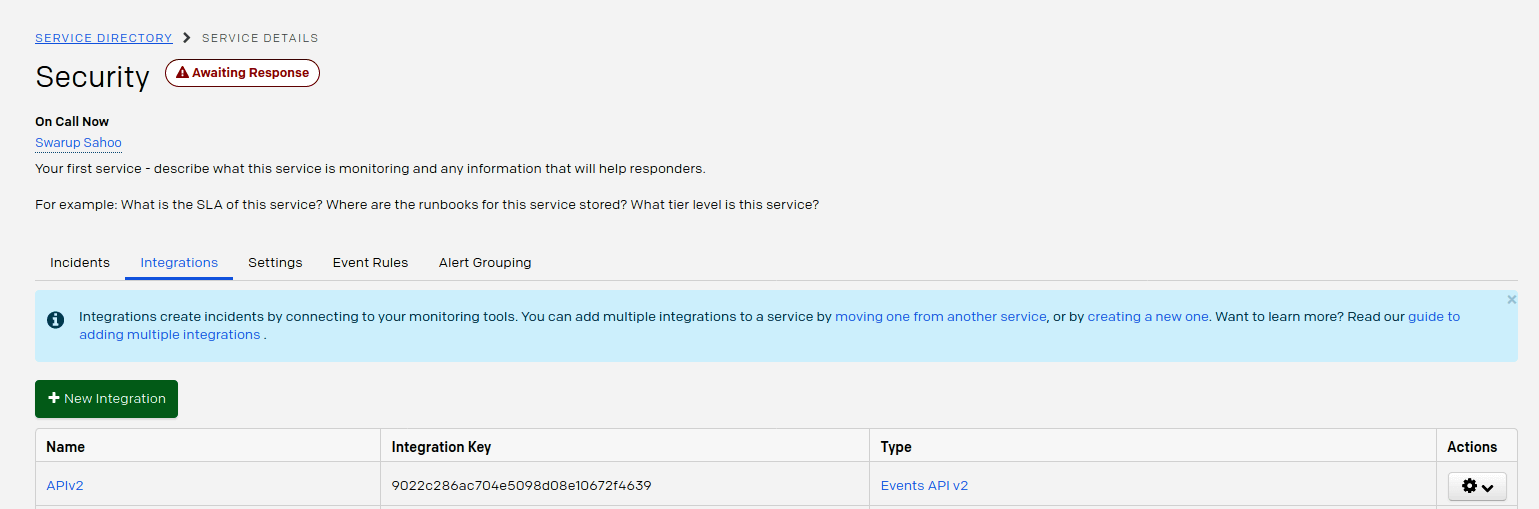 SERVICE DIRECTORY > SERVICE DETAILS
Security
Awaiting Response
On Call Now
Swarup Sahoo
Your first service - describe what this service is monitoring and any information that will help responders.
For example: What is the SLA of this service? Where are the runbooks for this service stored? What tier level is this service?
Incidents Integrations Settings Event Rules Alert Grouping
Integrations create incidents by connecting to your monitoring tools. You can add multiple integrations to a service by moving one from another service, or by creating a new one. Want to learn more? Read our guide to
adding multiple integrations .
+ New Integration
Name Integration Key Type Actions
APIv2 9022c286ac704e5098d08e10672f4639 Events API v2